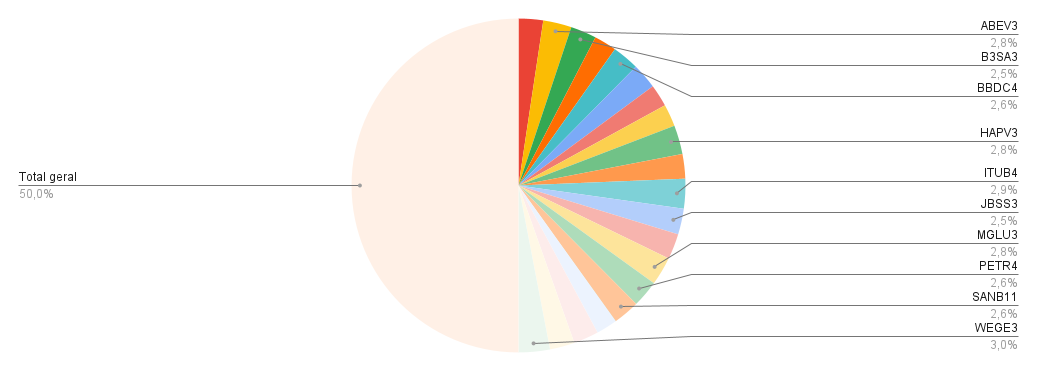 Total geral
50,0%
ABEV3
2,8%
B3SA3
2,5%
BBDC4
2,6%
HAPV3
2,8%
ITUB4
2,9%
JBSS3
2,5%
MGLU3
2,8%
PETR4
2,6%
SANB11
2,6%
WEGE3
3,0%